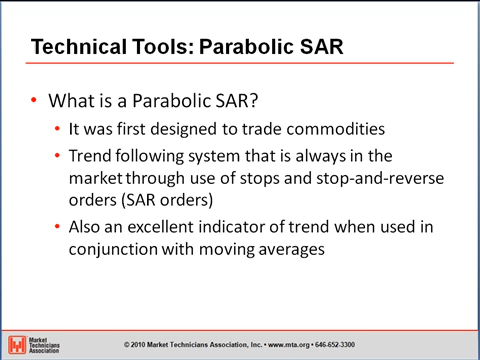 Technical Tools: Parabolic SAR
• What is a Parabolic SAR?
• It was first designed to trade commodities
• Trend following system that is always in the
market through use of stops and stop-and-reverse
orders (SAR orders)
• Also an excellent indicator of trend when used in
conjunction with moving averages
Market
Technicians
Association
© 2010 Market Technicians Association, Inc. • www.mta.org • 646-652-3300